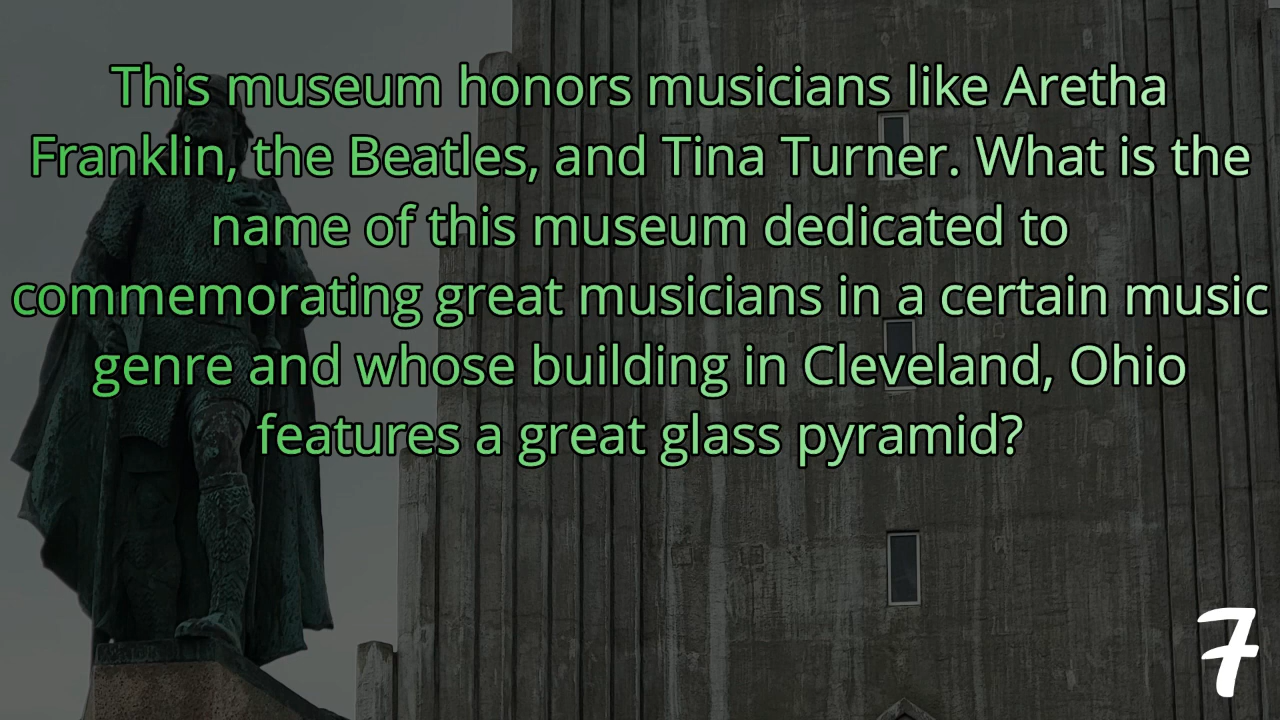 This museum honors musicians like Aretha
Franklin, the Beatles, and Tina Turner. What is the
name of this museum dedicated to
commemorating great musicians in a certain music
genre and whose building in Cleveland, Ohio
features a great glass pyramid?
7